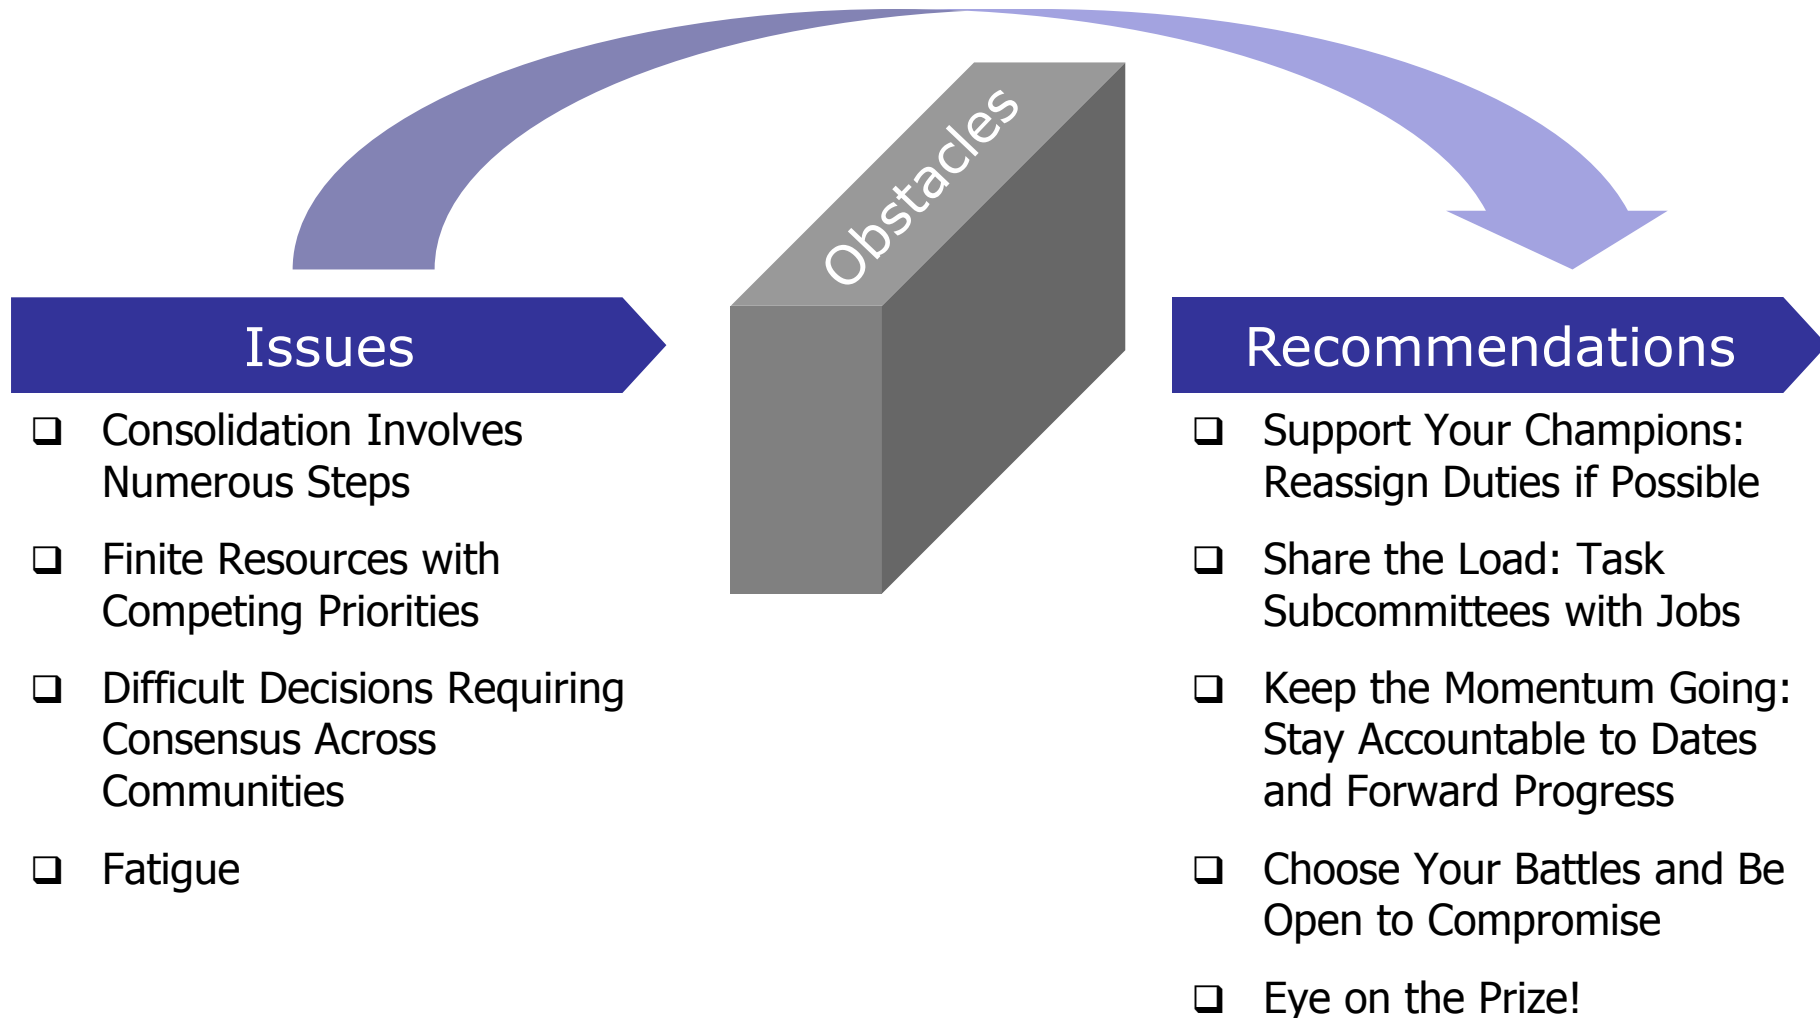 Obstacles
Issues
Consolidation Involves
Numerous Steps
Finite Resources with
Competing Priorities
Difficult Decisions Requiring
Consensus Across
Communities
Fatigue
Recommendations
Support Your Champions:
Reassign Duties if Possible
Share the Load: Task
Subcommittees with Jobs
Keep the Momentum Going:
Stay Accountable to Dates
and Forward Progress
Choose Your Battles and Be
Open to Compromise
Eye on the Prize!